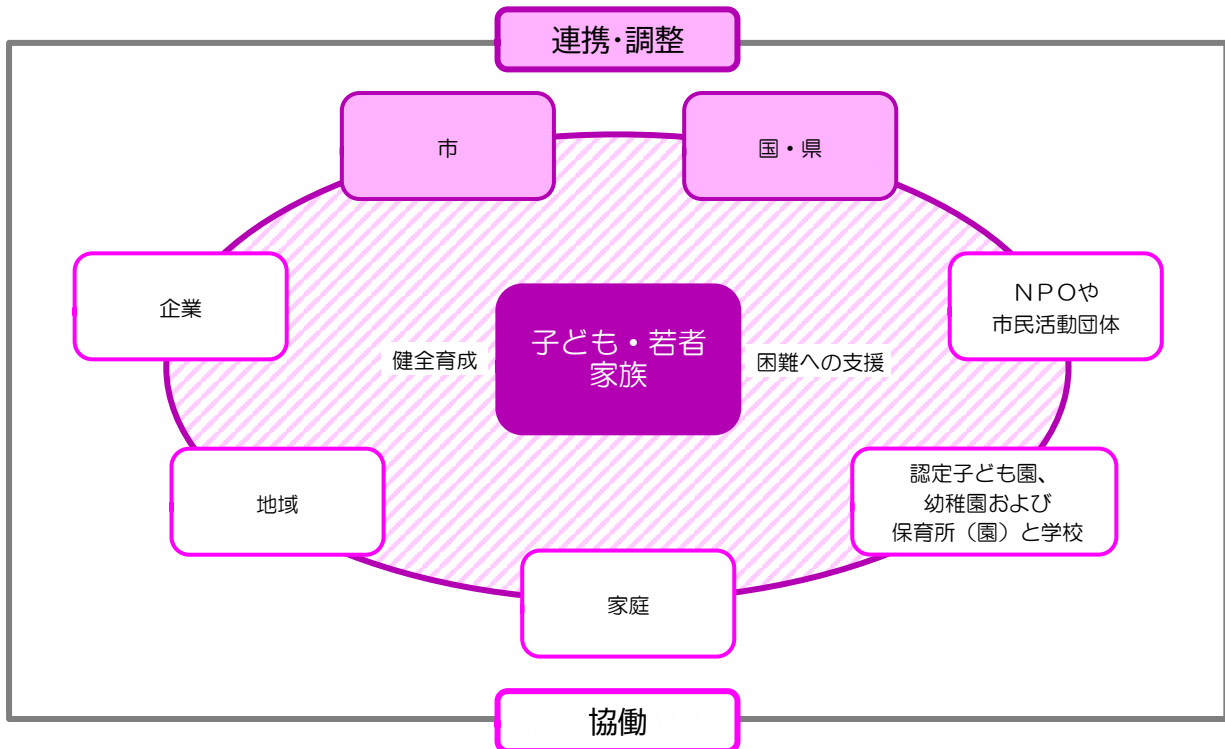 連携・調整
市
国・県
企業
NPOや
市民活動団体
健全育成
子ども・若者
家族
困難への支援
地域
認定子ども園、
幼稚園および
保育所(園)と学校
家庭
協働